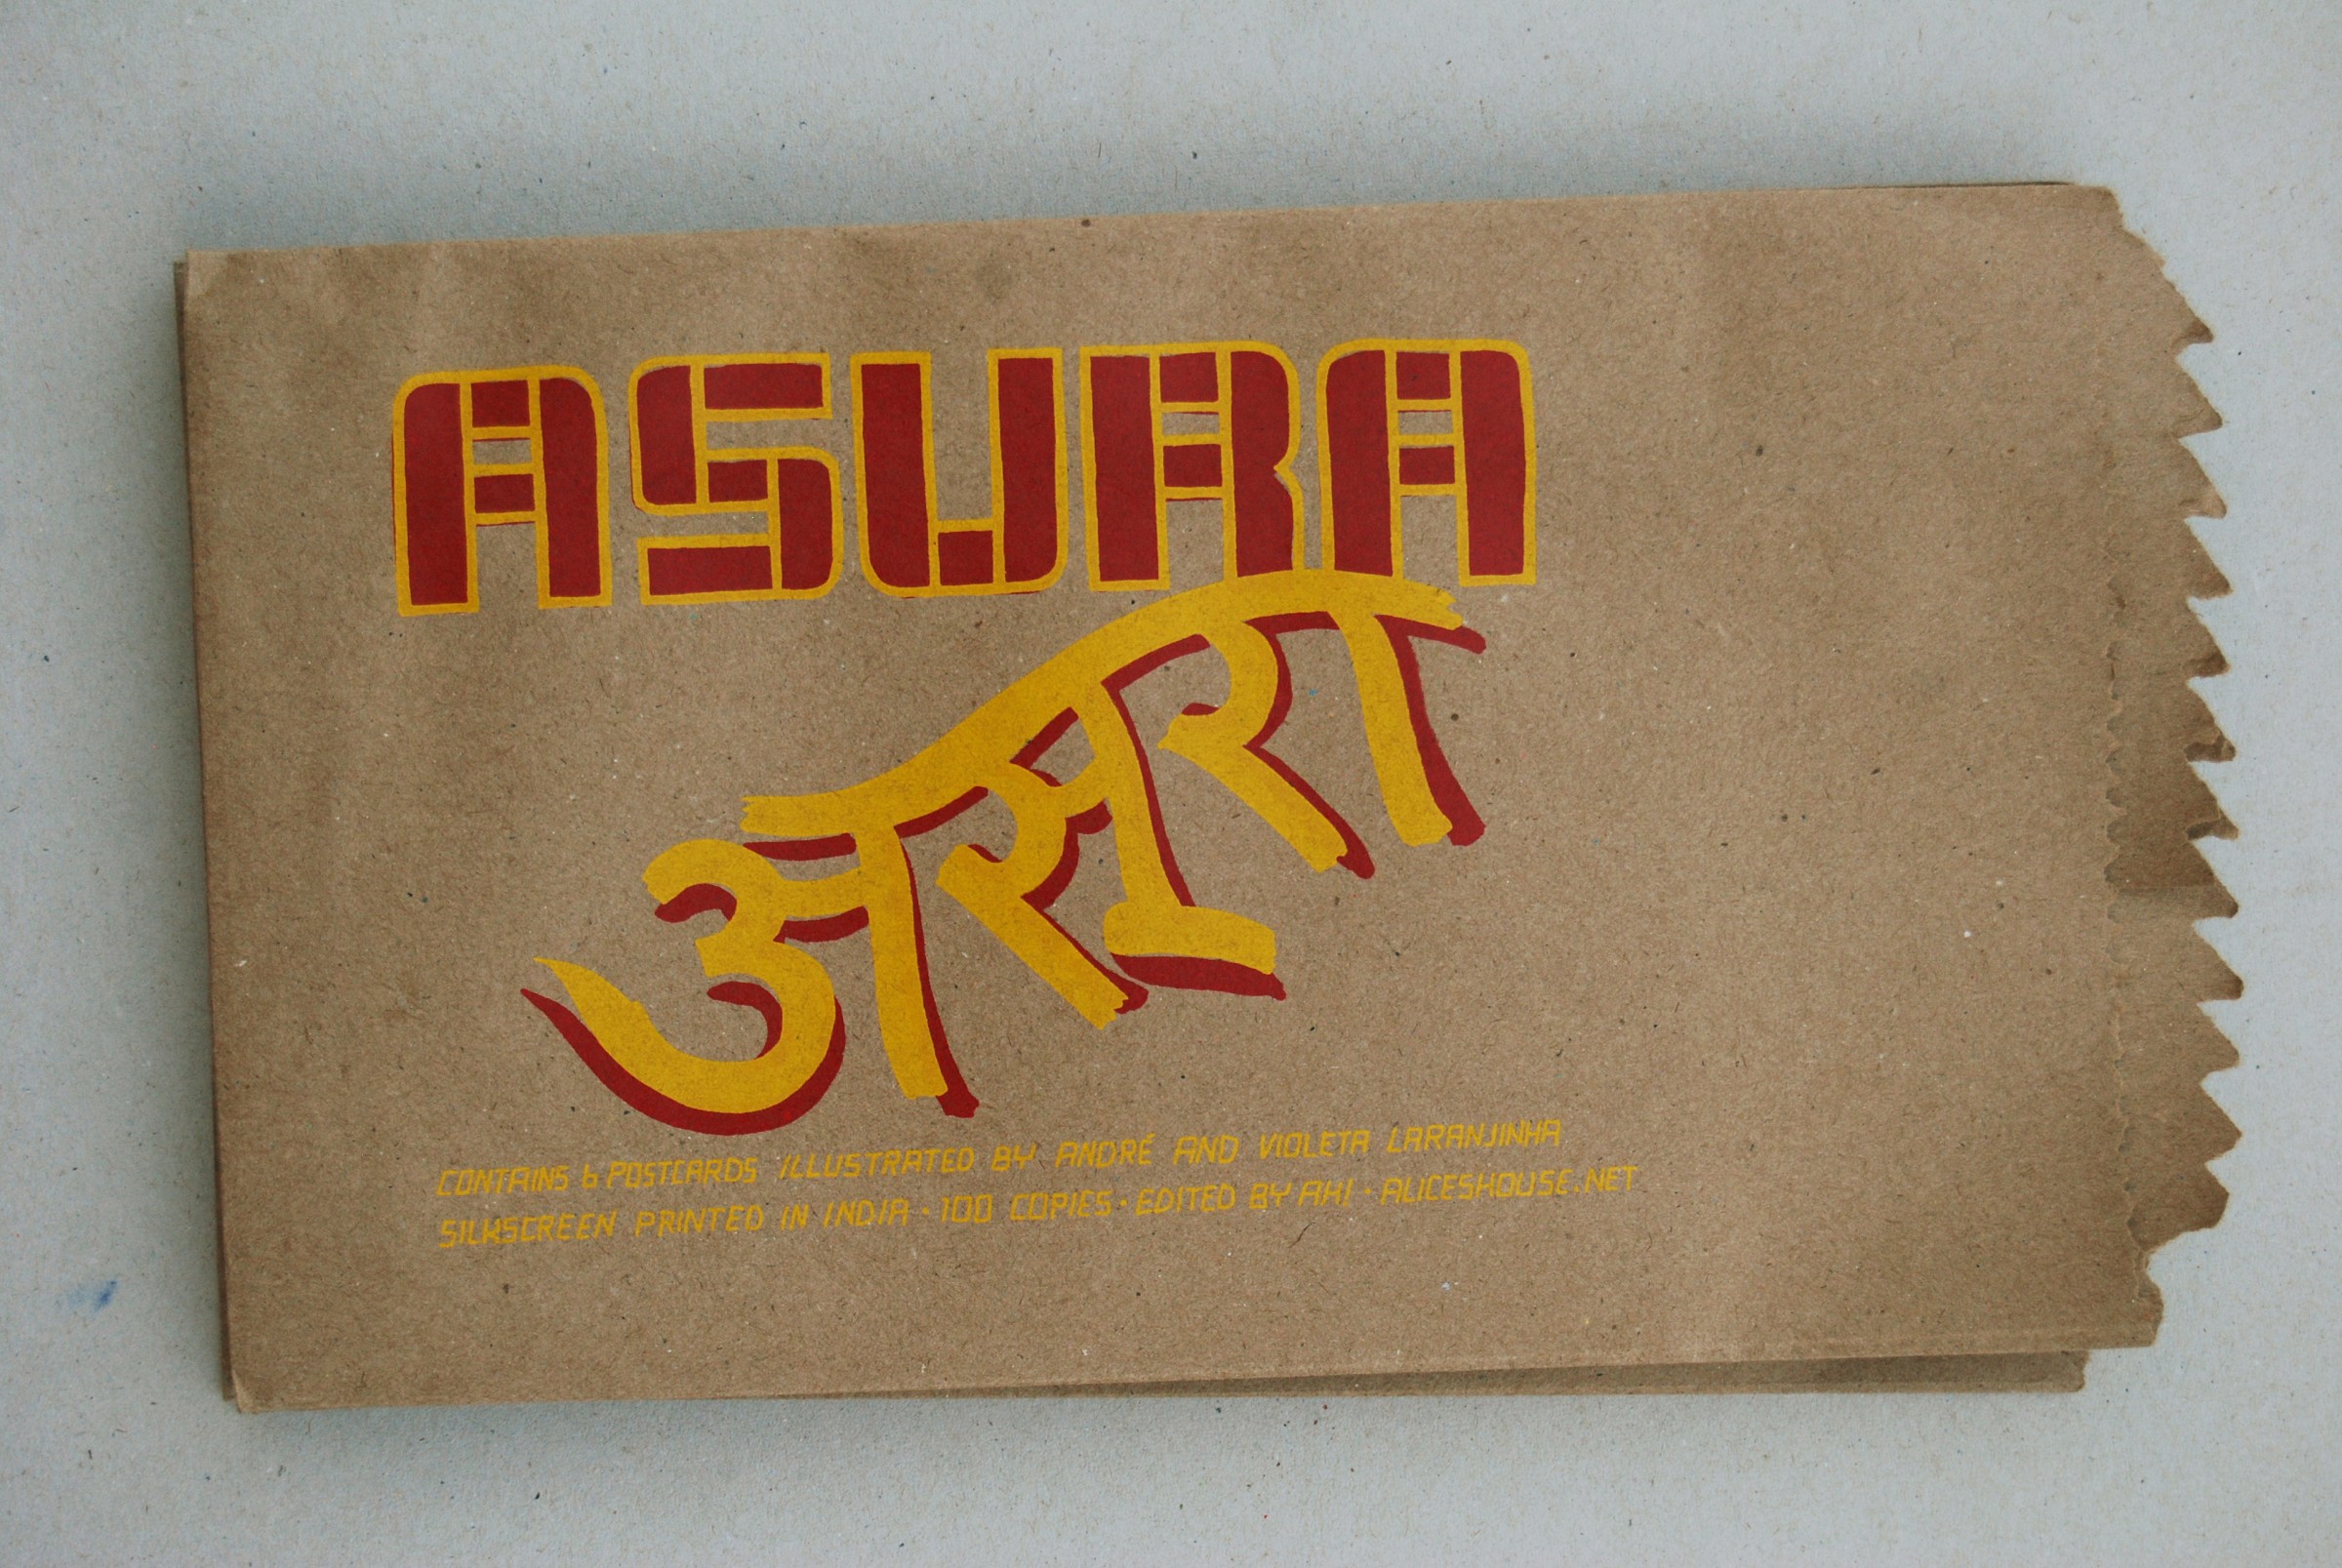 ASURA
असूरा
CONTAINS 6 POSTCARDS ILLUSTRATED BY ANDRÉ AND VIOLETA LARANJINHA
SILKSCREEN PRINTED IN INDIA · 100 COPIES · EDITED BY AH! · ALICESHOUSE.NET